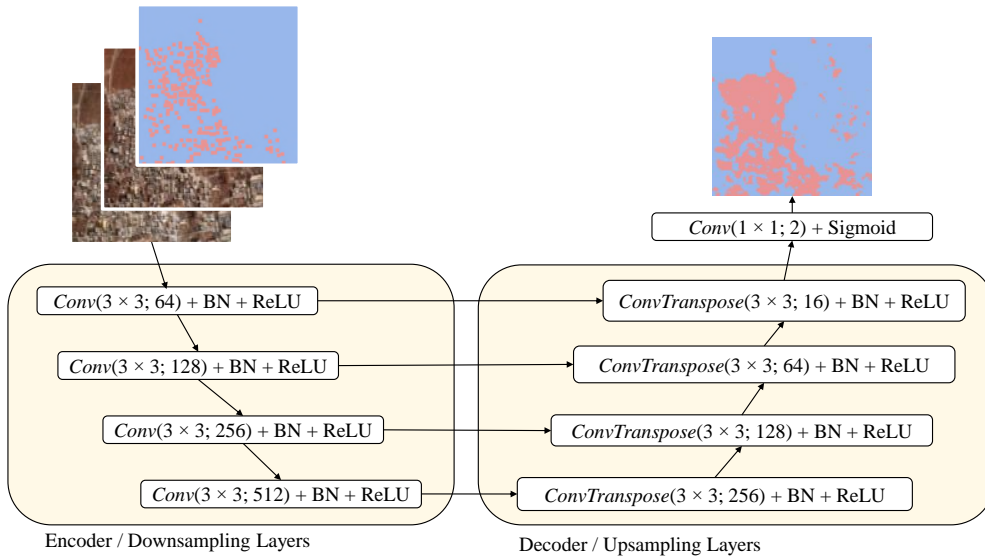 Conv(1 × 1; 2) + Sigmoid
Conv(3 × 3; 64) + BN + ReLU
Conv(3 × 3; 128) + BN + ReLU
Conv(3 × 3; 256) + BN + ReLU
Conv(3 × 3; 512) + BN + ReLU
Encoder / Downsampling Layers
ConvTranspose(3 × 3; 16) + BN + ReLU
ConvTranspose(3 × 3; 64) + BN + ReLU
ConvTranspose(3 × 3; 128) + BN + ReLU
ConvTranspose(3 × 3; 256) + BN + ReLU
Decoder / Upsampling Layers